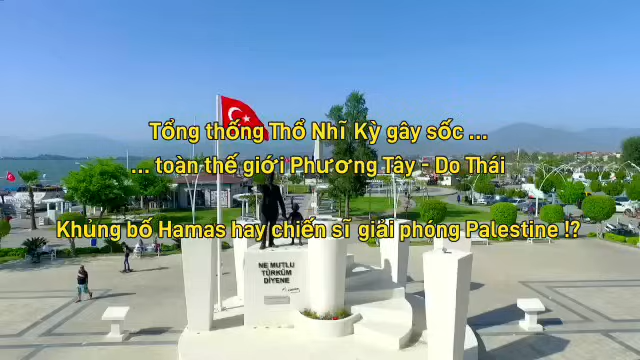 Tổng thống Thổ Nhĩ Kỳ gây sốc ...
... toàn thế giới Phương Tây - Do Thái
Khủng bố Hamas hay chiến sĩ giải phóng Palestine !?
NE MUTLU
TÜRKÜM
DİYENE